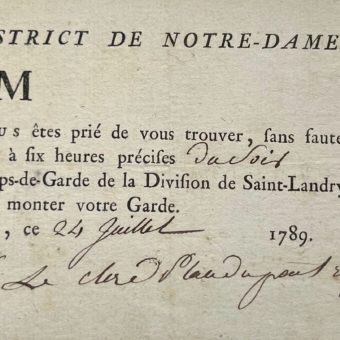 STRICT DE NOTRE-DAME
M
US êtes prié de vous trouver, sans faute
à six heures précises du Soir
ps-de-Garde de la Division de Saint-Landry
monter votre Garde.
, ce 24 Juillet 1789.
Le